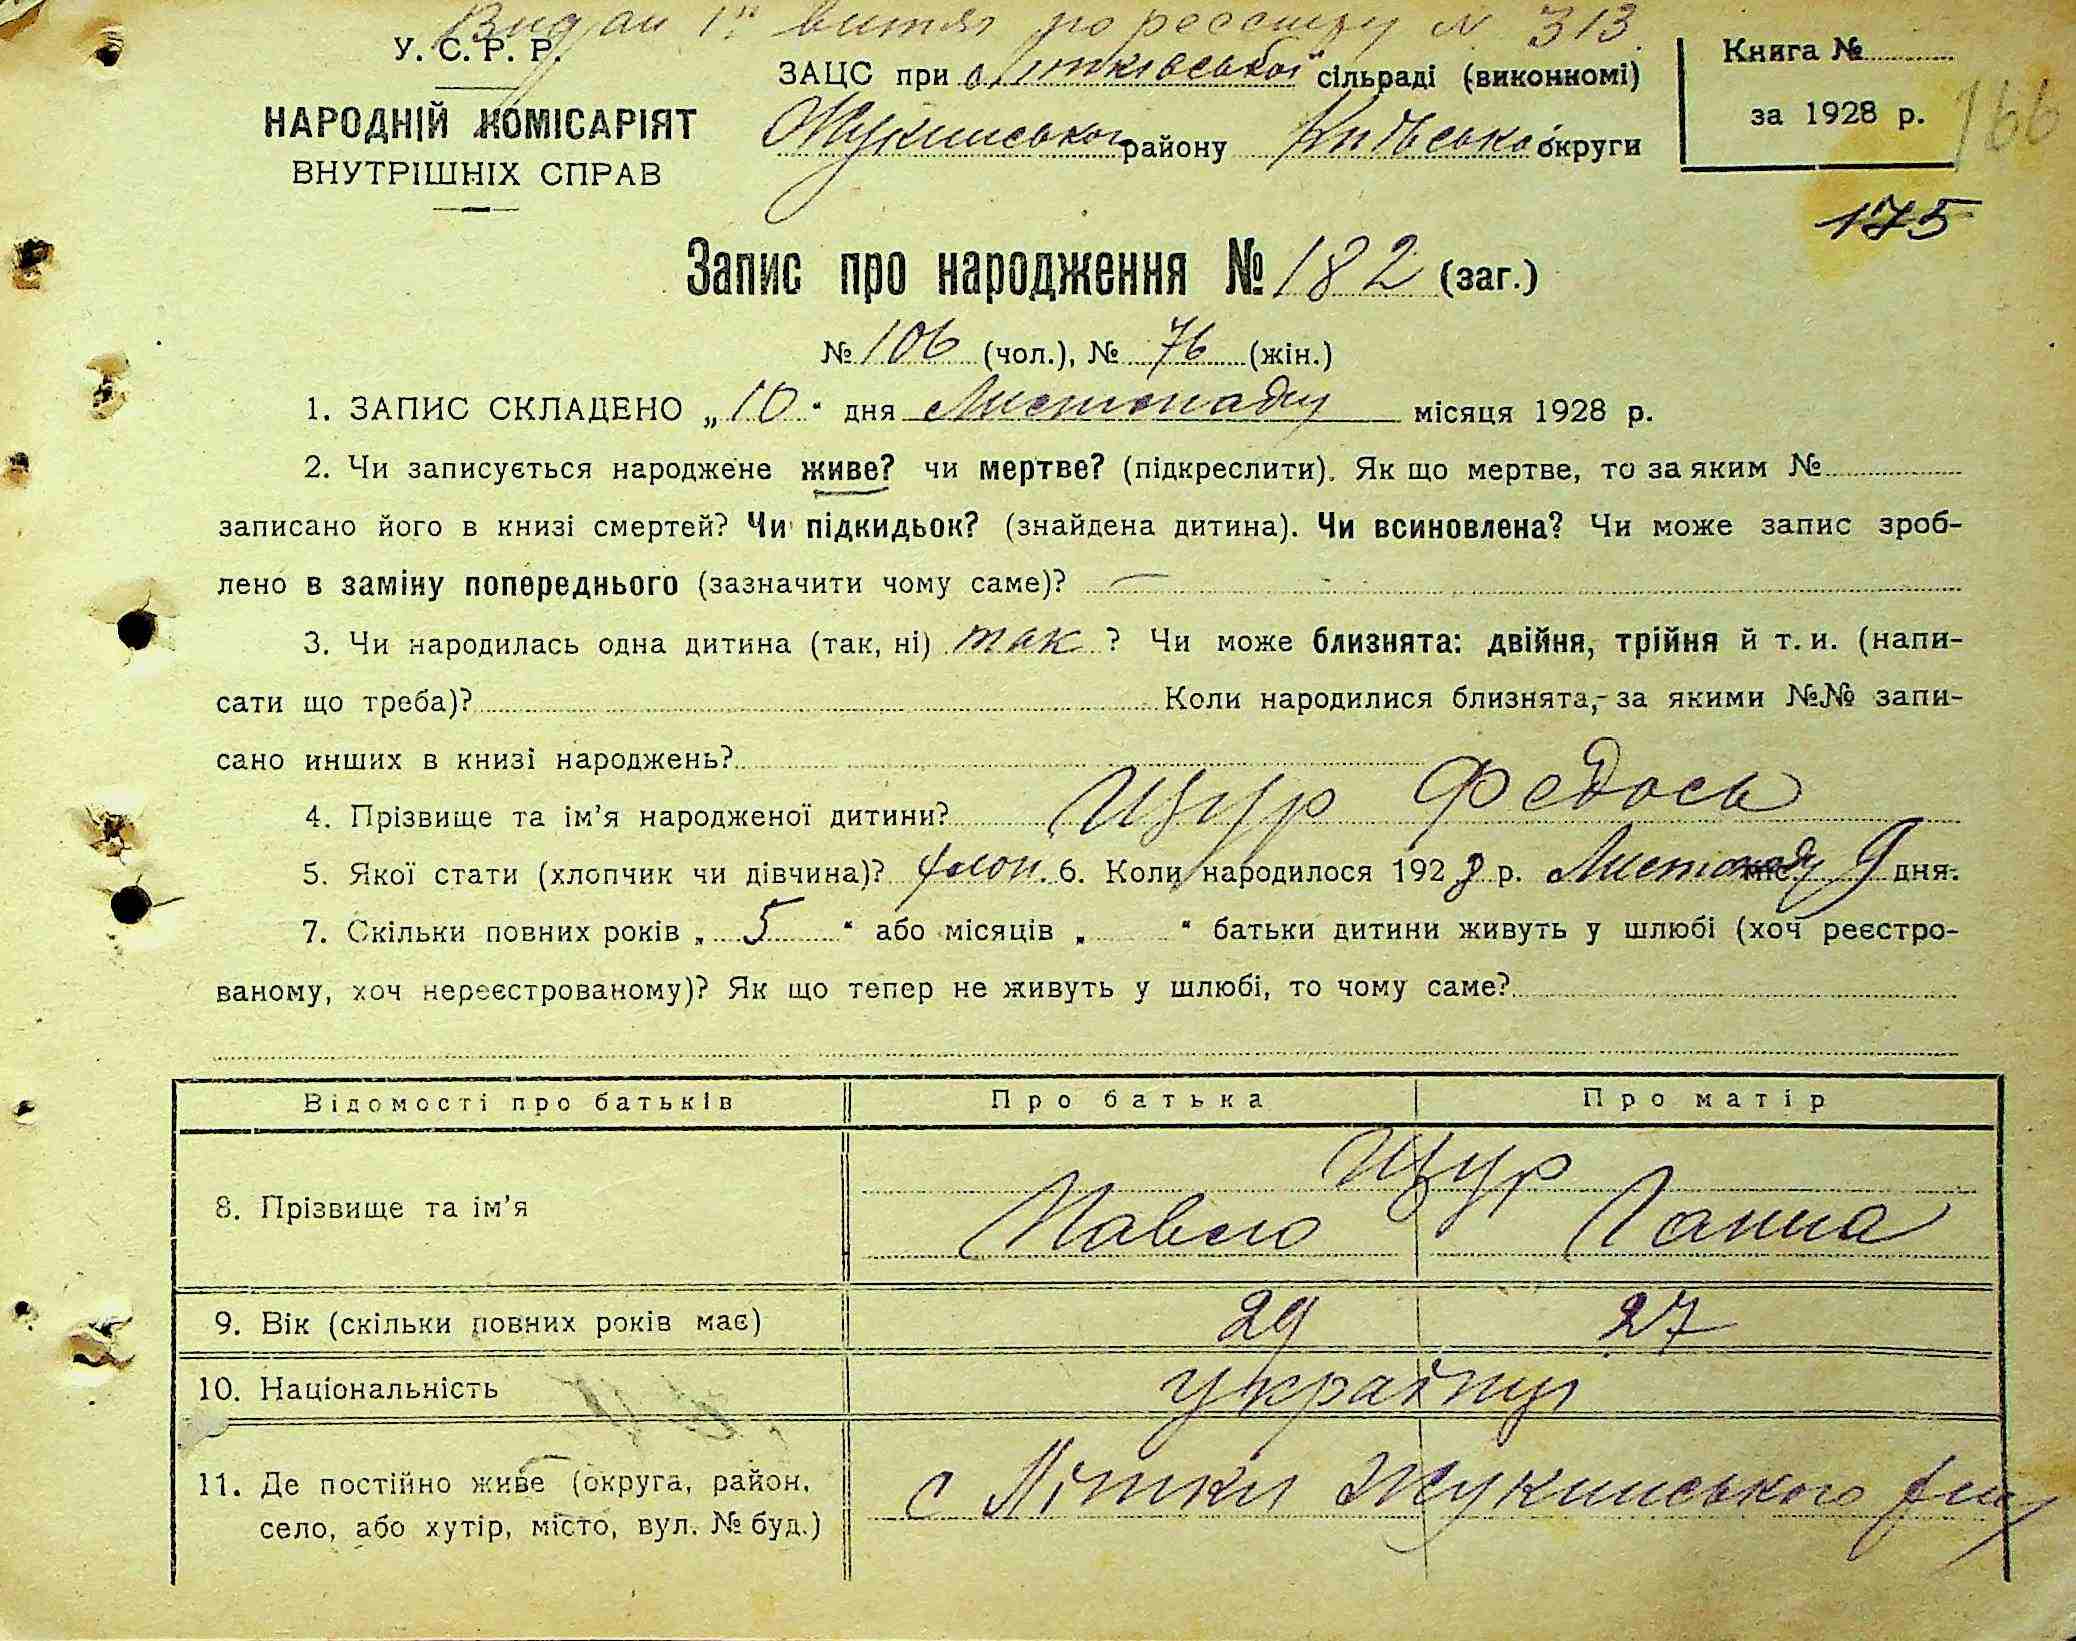 Видан 1й витяг по реєстру N 313.
У. С. Р. Р.
НАРОДНІЙ КОМІСАРІЯТ
ВНУТРІШНІХ СПРАВ
ЗАЦС при Літківської сільраді (виконкомі)
Жукинського району Київської округи
Книга №
за 1928 р.
166
175
Запис про народження № 182 (заг.)
№ 106 (чол.), № 76 (жін.)
1. ЗАПИС СКЛАДЕНО „ 10 “ дня Листопаду місяця 1928 р.
2. Чи записується народжене живе? чи мертве? (підкреслити). Як що мертве, то за яким №
записано його в книзі смертей? Чи підкидьок? (знайдена дитина). Чи всиновлена? Чи може запис зроб-
лено в заміну попереднього (зазначити чому саме)? —
3. Чи народилась одна дитина (так, ні) так ? Чи може близнята: двійня, трійня й т. и. (напи-
сати що треба)? Коли народилися близнята,- за якими №№ запи-
сано инших в книзі народжень?
4. Прізвище та ім’я народженої дитини? Щур Федось
5. Якої стати (хлопчик чи дівчина)? хлоп. 6. Коли народилося 1928 р. Листопаду 9 дня.
7. Скільки повних років „ 5 “ або місяців „ “ батьки дитини живуть у шлюбі (хоч реєстро-
ваному, хоч нереєстрованому)? Як що тепер не живуть у шлюбі, то чому саме?
Відомості про батьків Про батька Про матір
Щур
8. Прізвище та ім’я Павло Ганна
9. Вік (скільки повних років має) 29 27
10. Національність українці
11. Де постійно живе (округа, район, с Літки Жукинського
село, або хутір, місто, вул. № буд.)